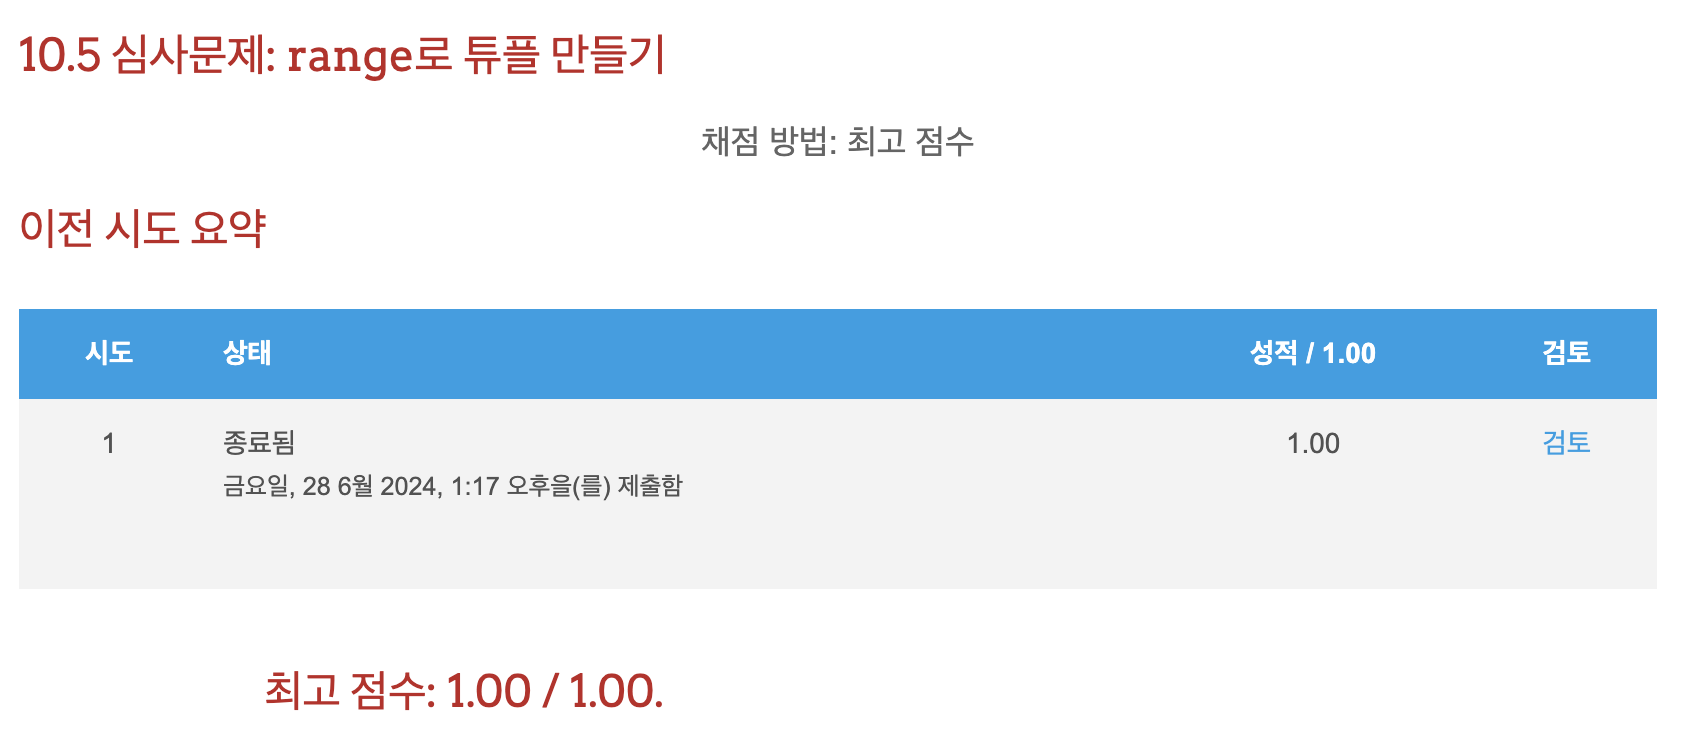 10.5 심사문제: range로 튜플 만들기
채점 방법: 최고 점수
이전 시도 요약
시도 상태 성적 / 1.00 검토
1 종료됨 1.00 검토
금요일, 28 6월 2024, 1:17 오후을(를) 제출함
최고 점수: 1.00 / 1.00.